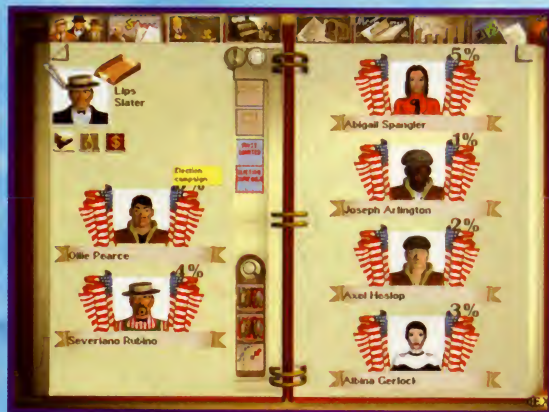 Lips
Slater
Election
campaign
Ollie Pearce
4%
Severiano Rubino
5%
Abigail Spangler
1%
Joseph Arlington
2%
Axel Heslop
3%
Albina Gerlock